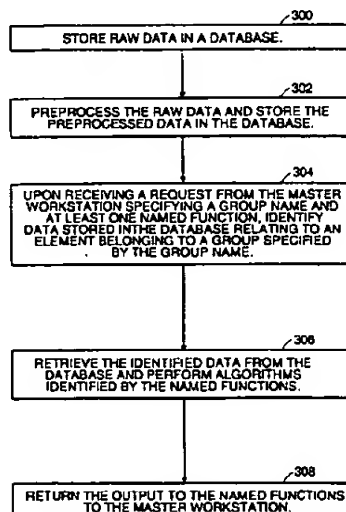 300
STORE RAW DATA IN A DATABASE.
302
PREPROCESS THE RAW DATA AND STORE THE
PREPROCESSED DATA IN THE DATABASE.
304
UPON RECEIVING A REQUEST FROM THE MASTER
WORKSTATION SPECIFYING A GROUP NAME AND
AT LEAST ONE NAMED FUNCTION, IDENTIFY
DATA STORED INTHE DATABASE RELATING TO AN
ELEMENT BELONGING TO A GROUP SPECIFIED
BY THE GROUP NAME.
306
RETRIEVE THE IDENTIFIED DATA FROM THE
DATABASE AND PERFORM ALGORITHMS
IDENTIFIED BY THE NAMED FUNCTIONS.
308
RETURN THE OUTPUT TO THE NAMED FUNCTIONS
TO THE MASTER WORKSTATION.